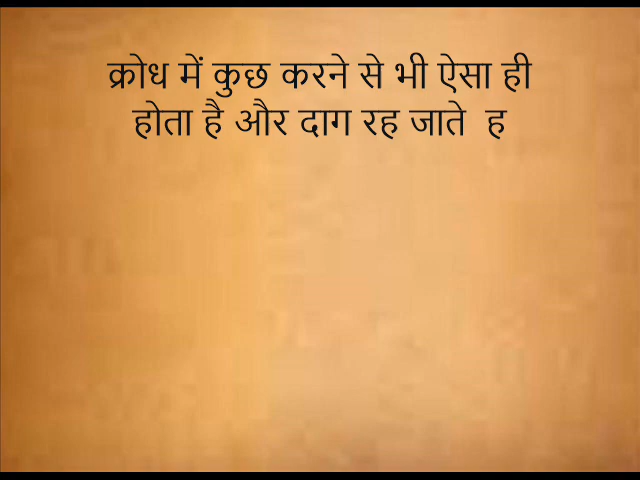 क्रोध में कुछ करने से भी ऐसा ही
होता है और दाग रह जाते  ह